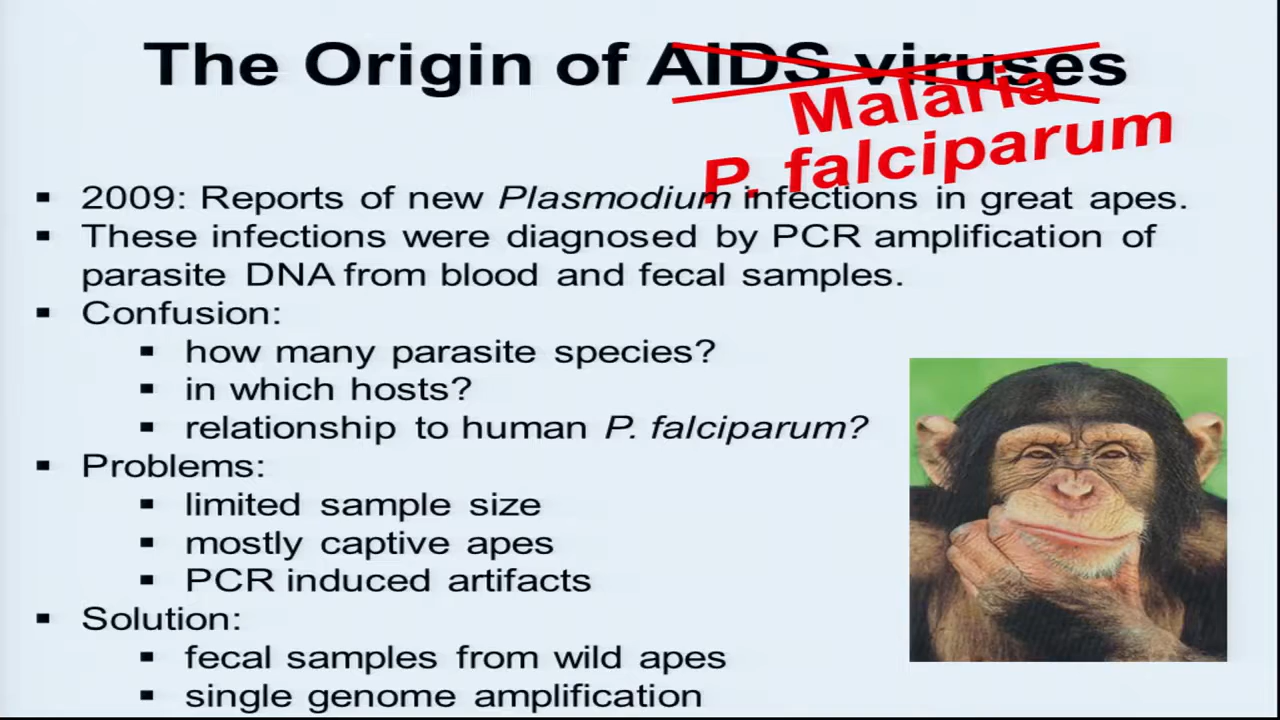 The Origin of AIDS viruses
Malaria
P. falciparum
▪ 2009: Reports of new Plasmodium infections in great apes.
▪ These infections were diagnosed by PCR amplification of
parasite DNA from blood and fecal samples.
▪ Confusion:
▪ how many parasite species?
▪ in which hosts?
▪ relationship to human P. falciparum?
▪ Problems:
▪ limited sample size
▪ mostly captive apes
▪ PCR induced artifacts
▪ Solution:
▪ fecal samples from wild apes
▪ single genome amplification